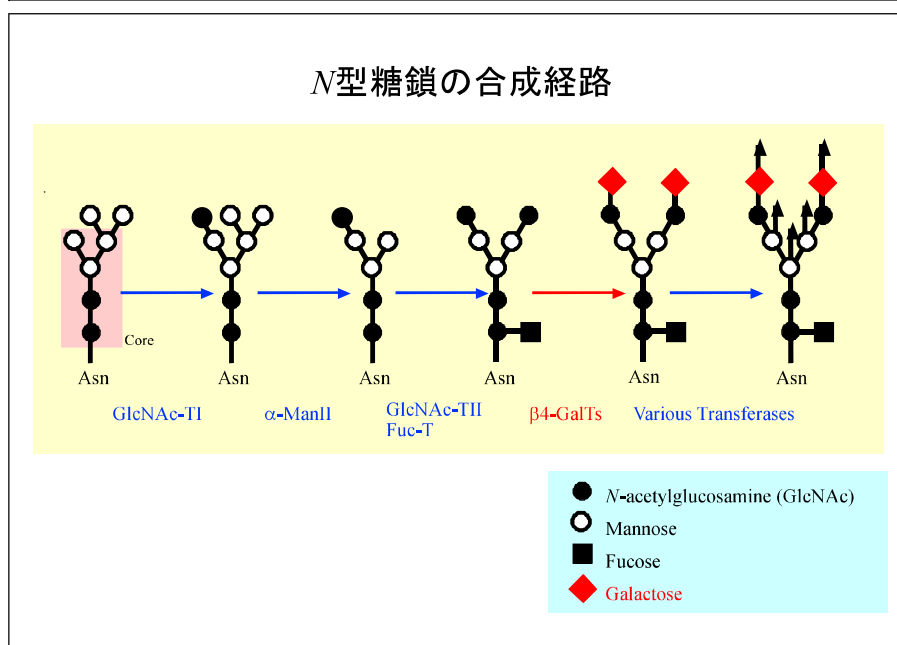 N型糖鎖の合成経路
Core
Asn Asn Asn Asn Asn Asn
GlcNAc-TI α-ManII GlcNAc-TII β4-GalTs Various Transferases
Fuc-T
N-acetylglucosamine (GlcNAc)
Mannose
Fucose
Galactose